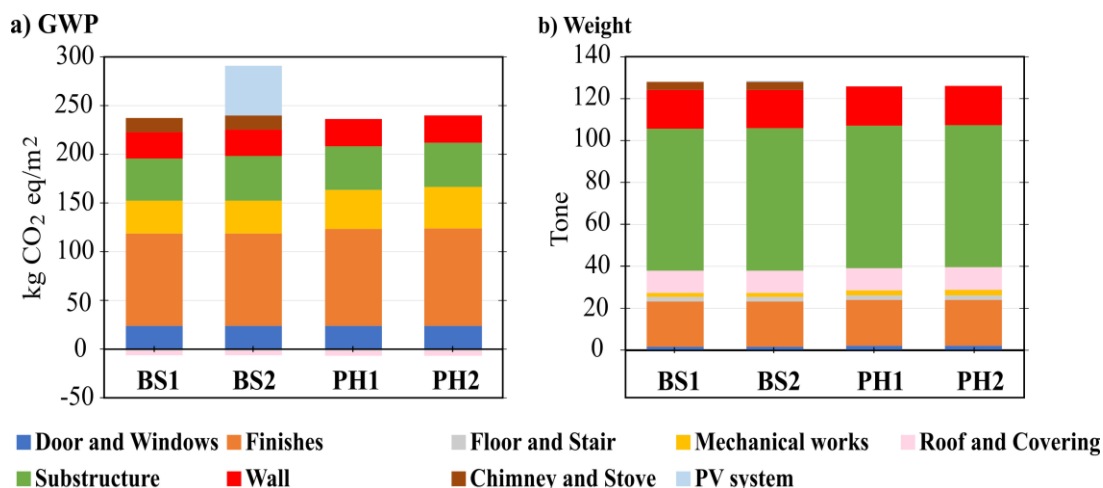 a) GWP
kg CO₂ eq/m²
300
250
200
150
100
50
0
-50
BS1 BS2 PH1 PH2
b) Weight
Tone
140
120
100
80
60
40
20
0
BS1 BS2 PH1 PH2
Door and Windows Finishes Floor and Stair Mechanical works Roof and Covering
Substructure Wall Chimney and Stove PV system